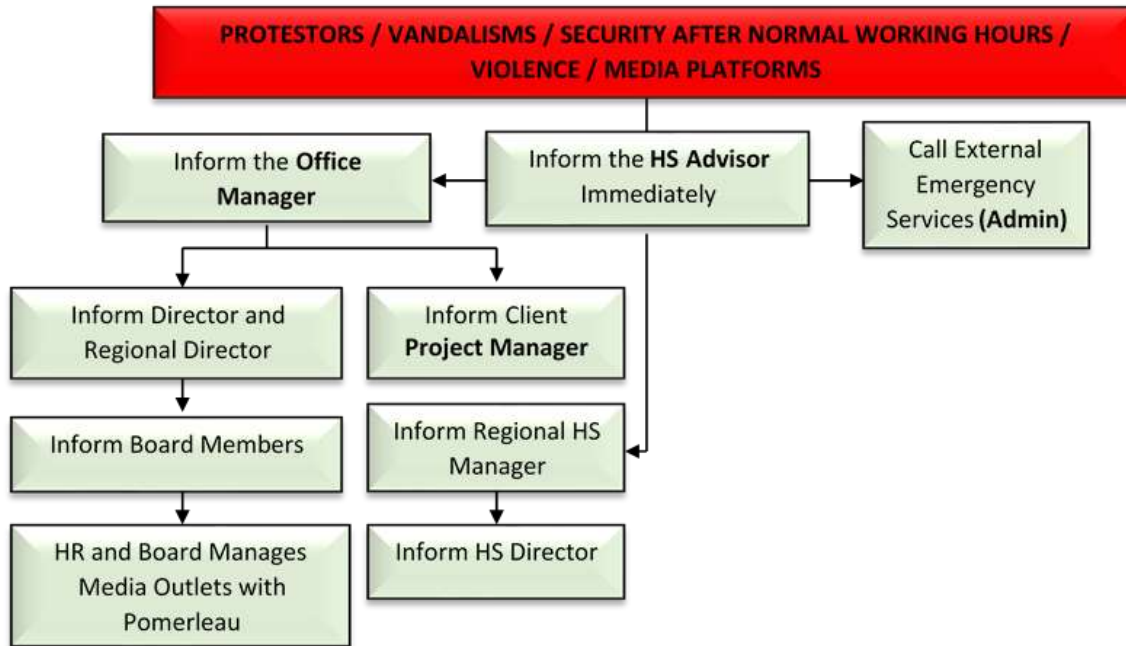 PROTESTORS / VANDALISMS / SECURITY AFTER NORMAL WORKING HOURS /
VIOLENCE / MEDIA PLATFORMS
Inform the Office
Manager
Inform the HS Advisor
Immediately
Call External
Emergency
Services (Admin)
Inform Director and
Regional Director
Inform Client
Project Manager
Inform Board Members
Inform Regional HS
Manager
HR and Board Manages
Media Outlets with
Pomerleau
Inform HS Director